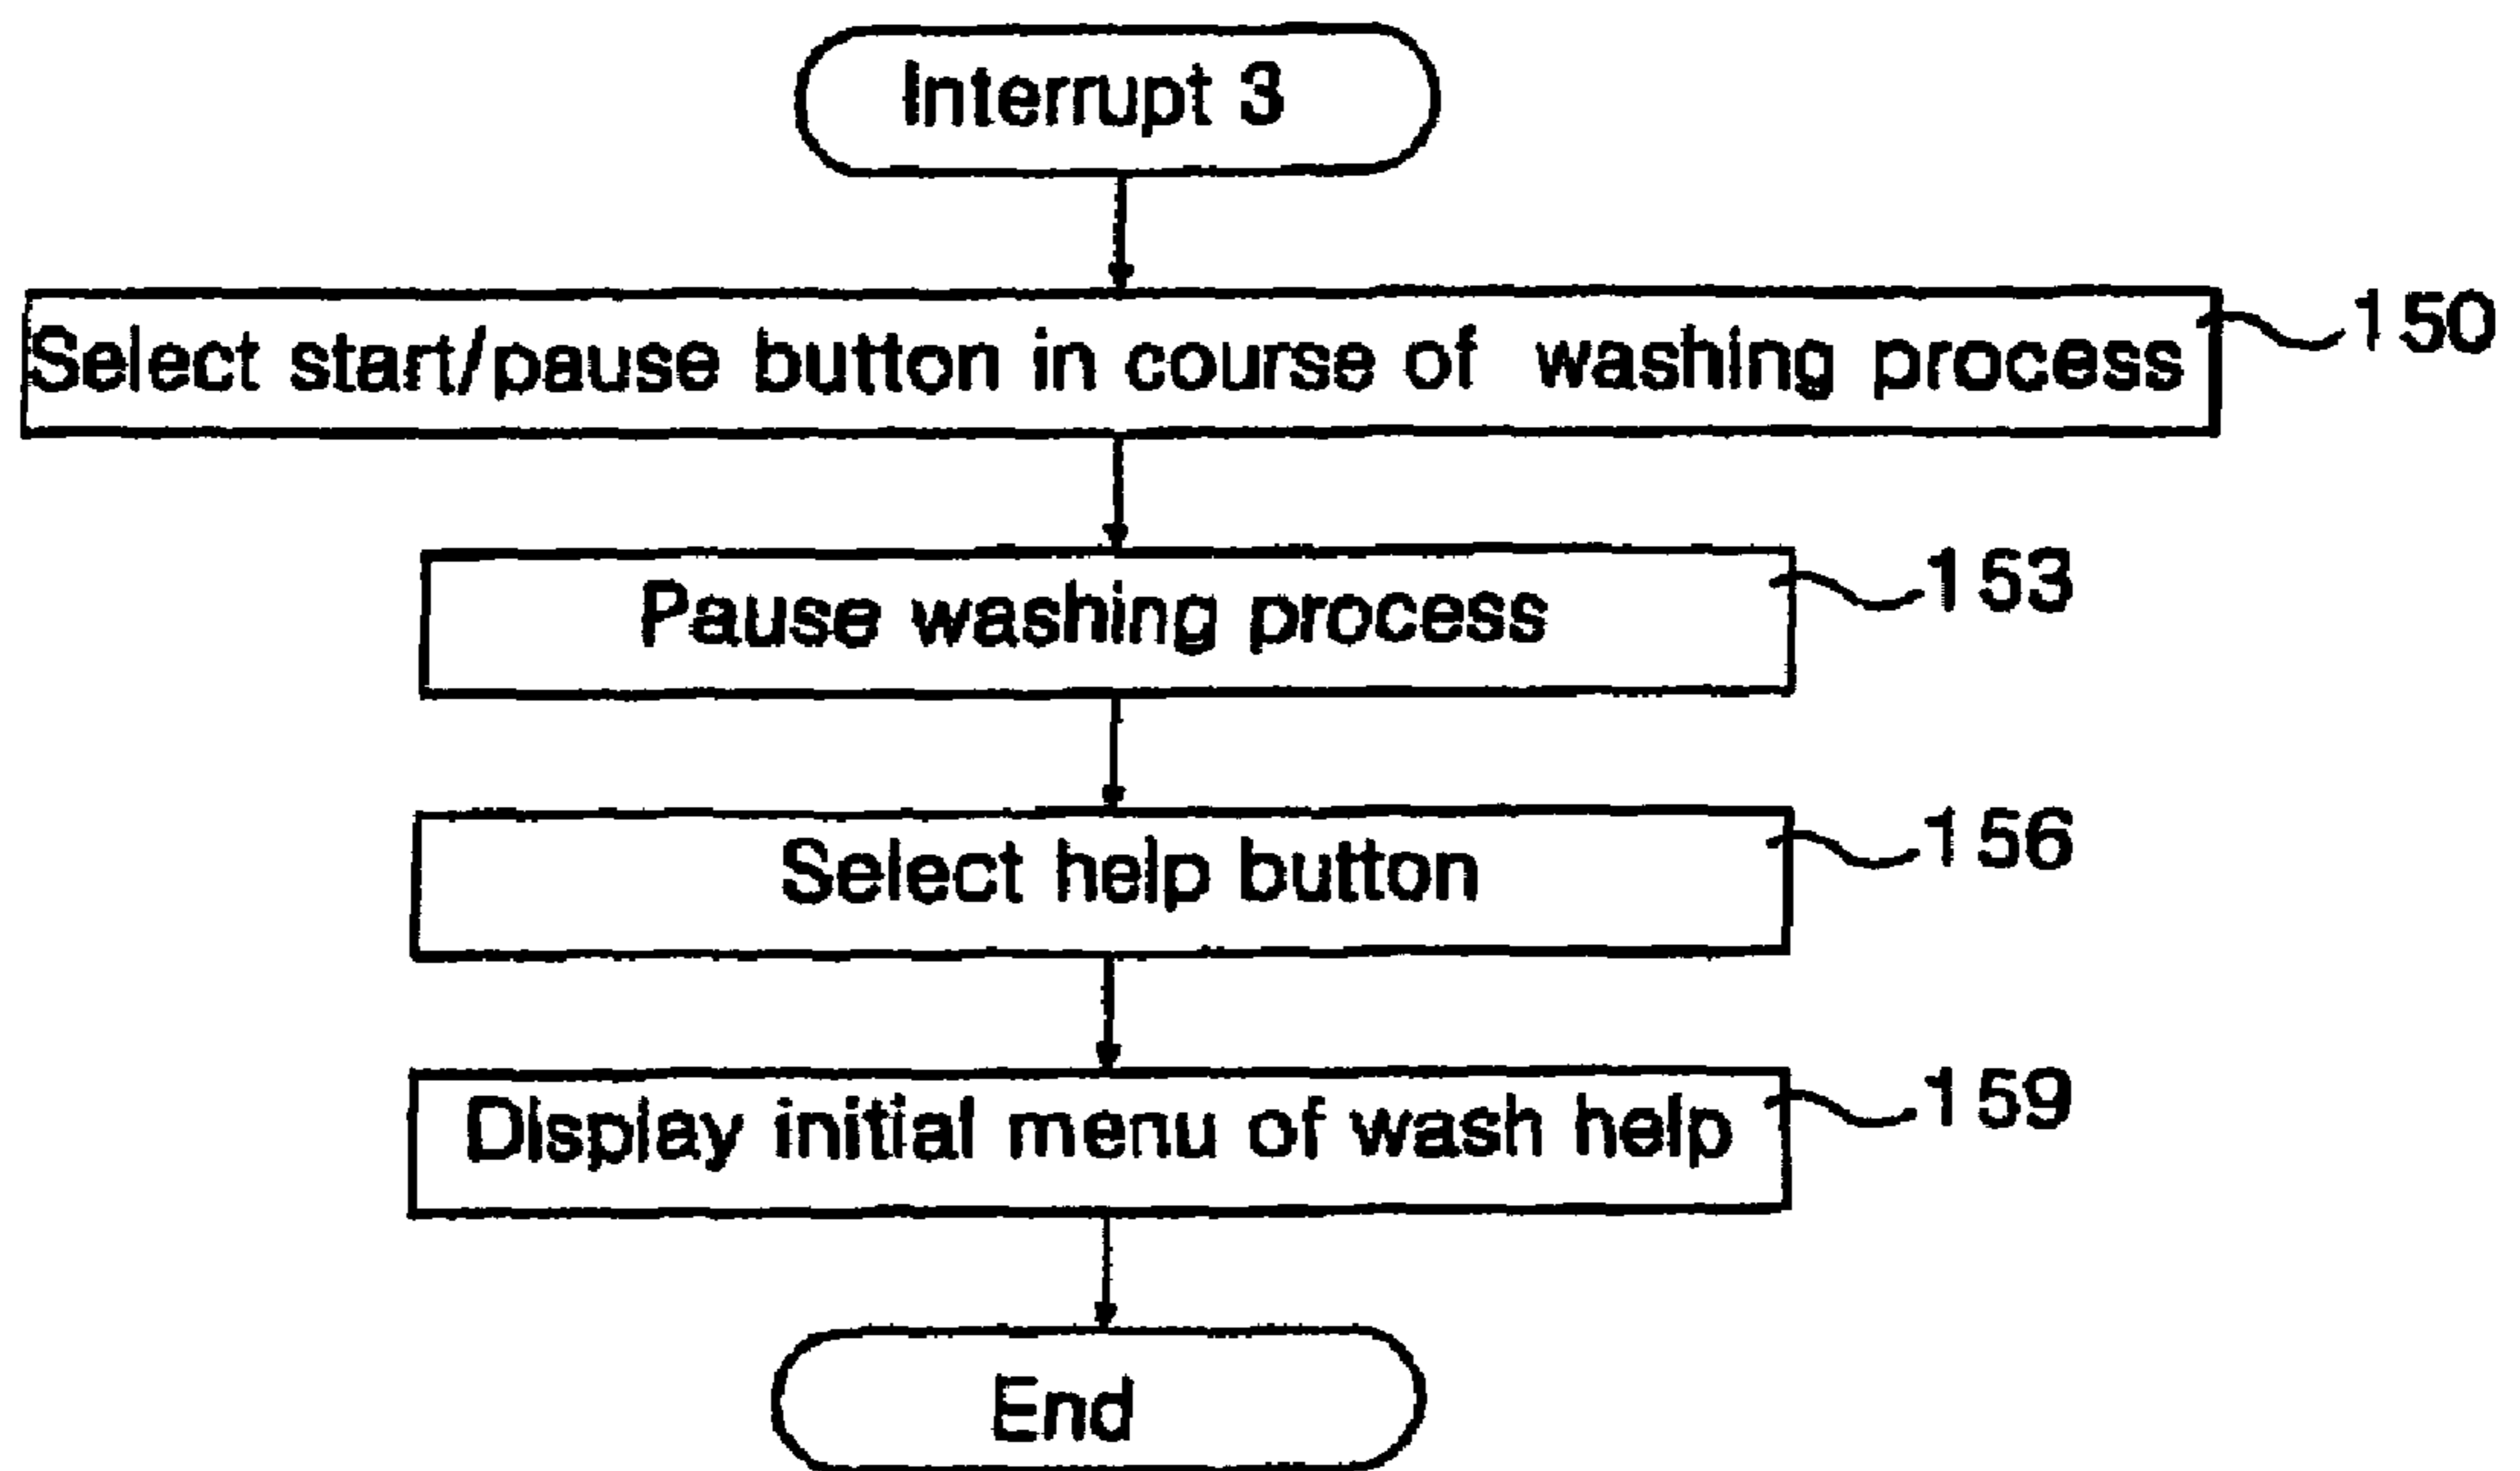 Interrupt 3
Select start/pause button in course of washing process
150
Pause washing process
153
Select help button
156
Display initial menu of wash help
159
End